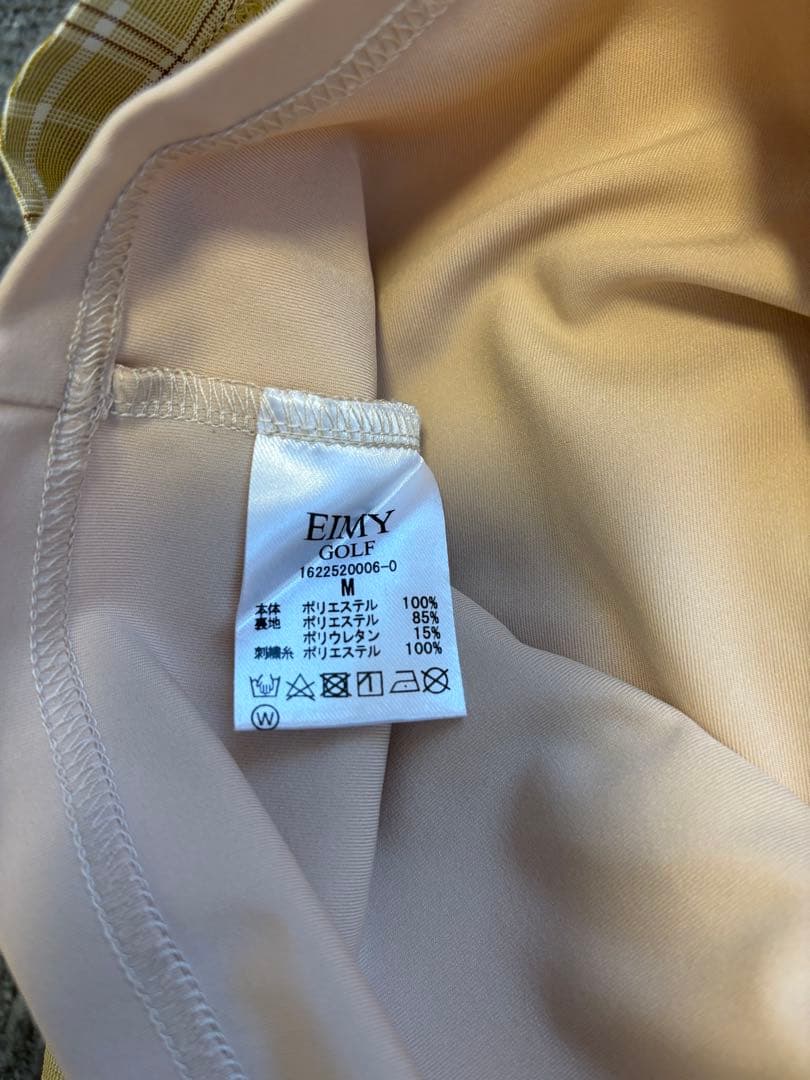 EIMY
GOLF
1622520006-0
M
本体 ポリエステル 100%
裏地 ポリエステル 85%
ポリウレタン 15%
刺繍糸 ポリエステル 100%
W